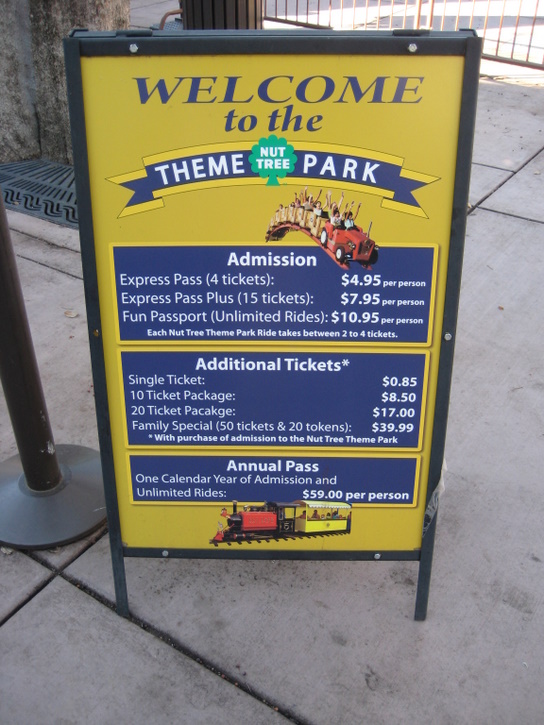 WELCOME
to the
THEME NUT TREE PARK
Admission
Express Pass (4 tickets): $4.95 per person
Express Pass Plus (15 tickets): $7.95 per person
Fun Passport (Unlimited Rides): $10.95 per person
Each Nut Tree Theme Park Ride takes between 2 to 4 tickets.
Additional Tickets*
Single Ticket: $0.85
10 Ticket Package: $8.50
20 Ticket Pacakge: $17.00
Family Special (50 tickets & 20 tokens): $39.99
* With purchase of admission to the Nut Tree Theme Park
Annual Pass
One Calendar Year of Admission and
Unlimited Rides: $59.00 per person